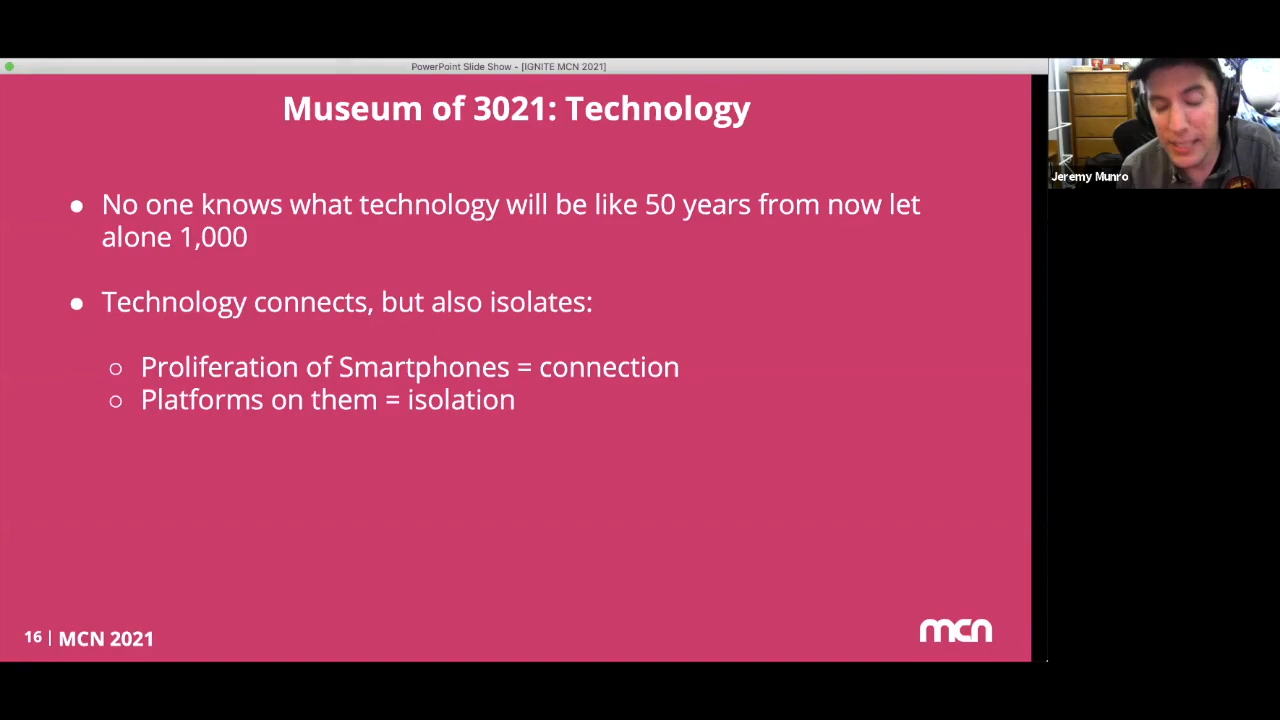 PowerPoint Slide Show - [IGNITE MCN 2021]
Museum of 3021: Technology
● No one knows what technology will be like 50 years from now let
alone 1,000
● Technology connects, but also isolates:
○ Proliferation of Smartphones = connection
○ Platforms on them = isolation
16 | MCN 2021
mcn
Jeremy Munro